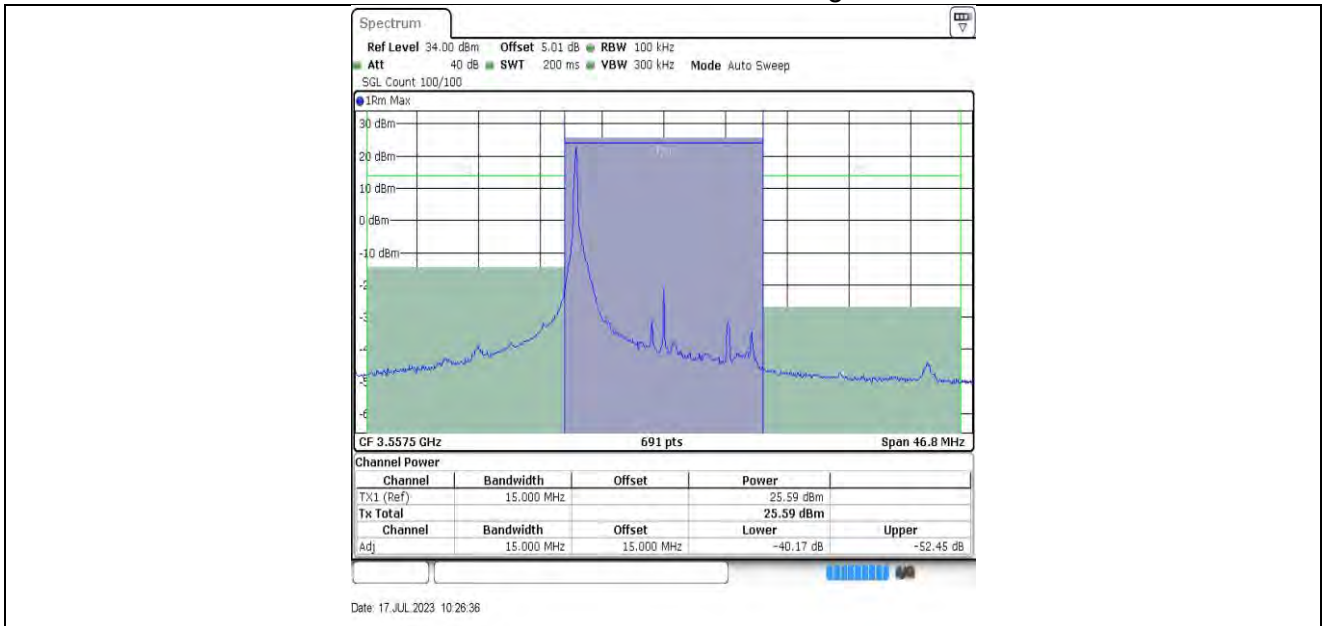 Spectrum
Ref Level 34.00 dBm Offset 5.01 dB RBW 100 kHz
Att 40 dB SWT 200 ms VBW 300 kHz Mode Auto Sweep
SGL Count 100/100
1Rm Max
30 dBm
20 dBm
10 dBm
0 dBm
-10 dBm
CF 3.5575 GHz 691 pts Span 46.8 MHz
Channel Power
Channel Bandwidth Offset Power
TX1 (Ref) 15.000 MHz 25.59 dBm
Tx Total 25.59 dBm
Channel Bandwidth Offset Lower Upper
Adj 15.000 MHz 15.000 MHz -40.17 dB -52.45 dB
Date: 17.JUL.2023 10:26:36